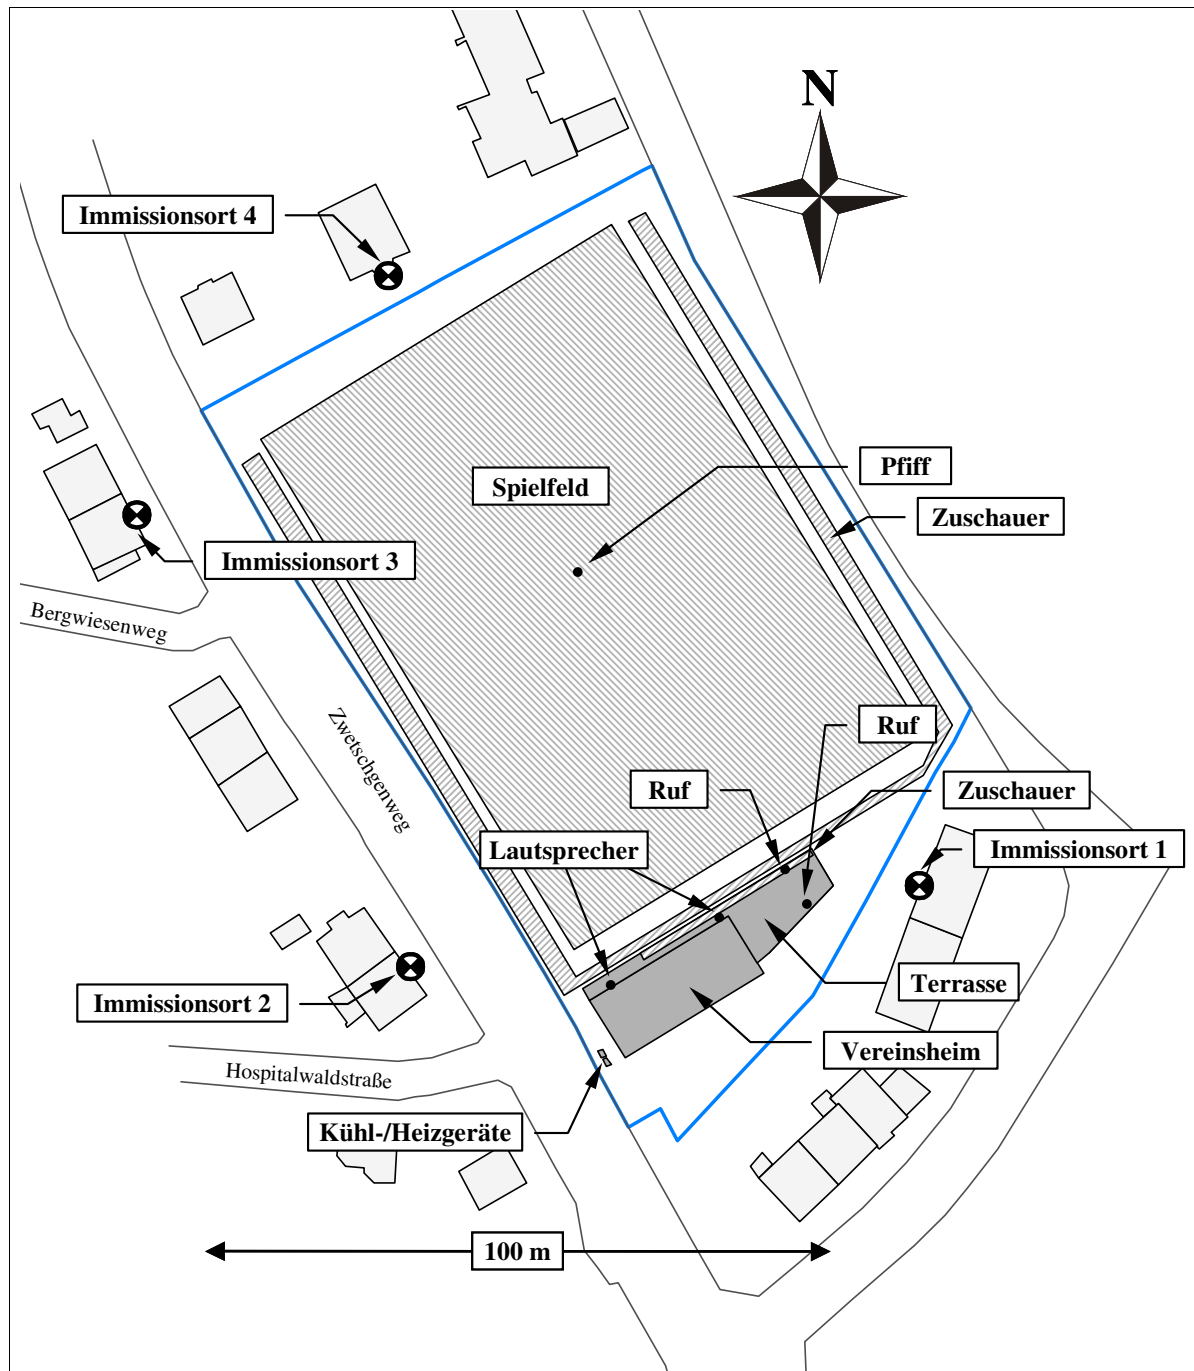 N
Immissionsort 4
Pfiff
Spielfeld
Zuschauer
Immissionsort 3
Bergwiesenweg
Zwetschgenweg
Ruf
Ruf
Zuschauer
Lautsprecher
Immissionsort 1
Terrasse
Immissionsort 2
Vereinsheim
Hospitalwaldstraße
Kühl-/Heizgeräte
100 m